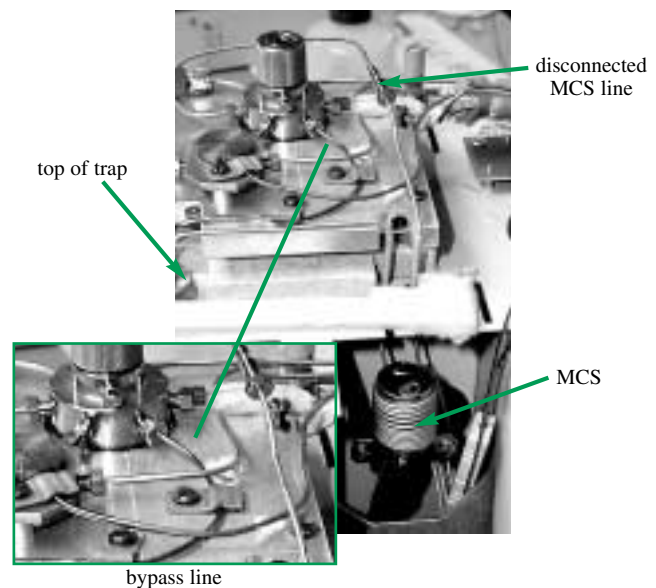 disconnected
MCS line
top of trap
MCS
bypass line